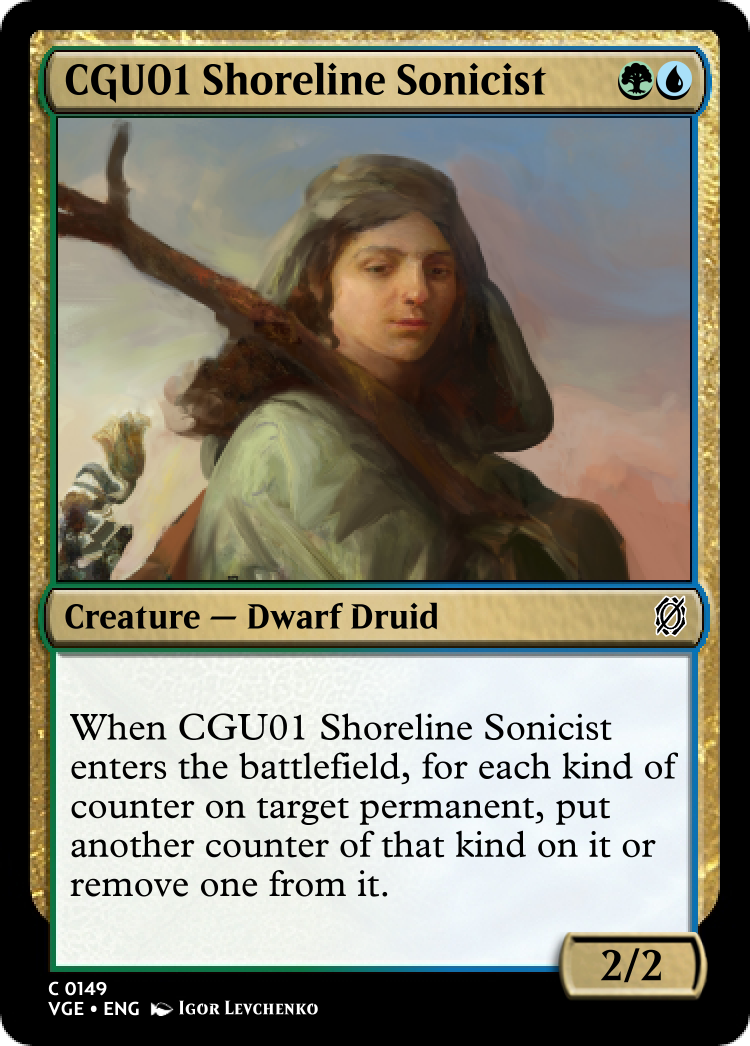 CGU01 Shoreline Sonicist
Creature — Dwarf Druid
When CGU01 Shoreline Sonicist
enters the battlefield, for each kind of
counter on target permanent, put
another counter of that kind on it or
remove one from it.
2/2
C 0149
VGE • ENG Igor Levchenko